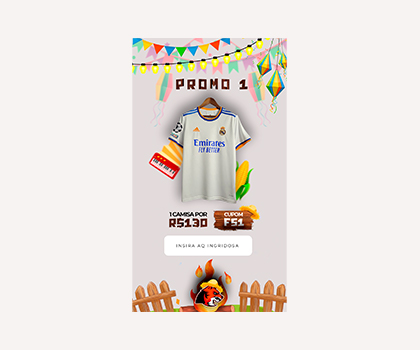 PROMO 1
Emirates
FLY BETTER
1 CAMISA POR
R$130
CUPOM
FS1
INSIRA AQ INGRIDOSA